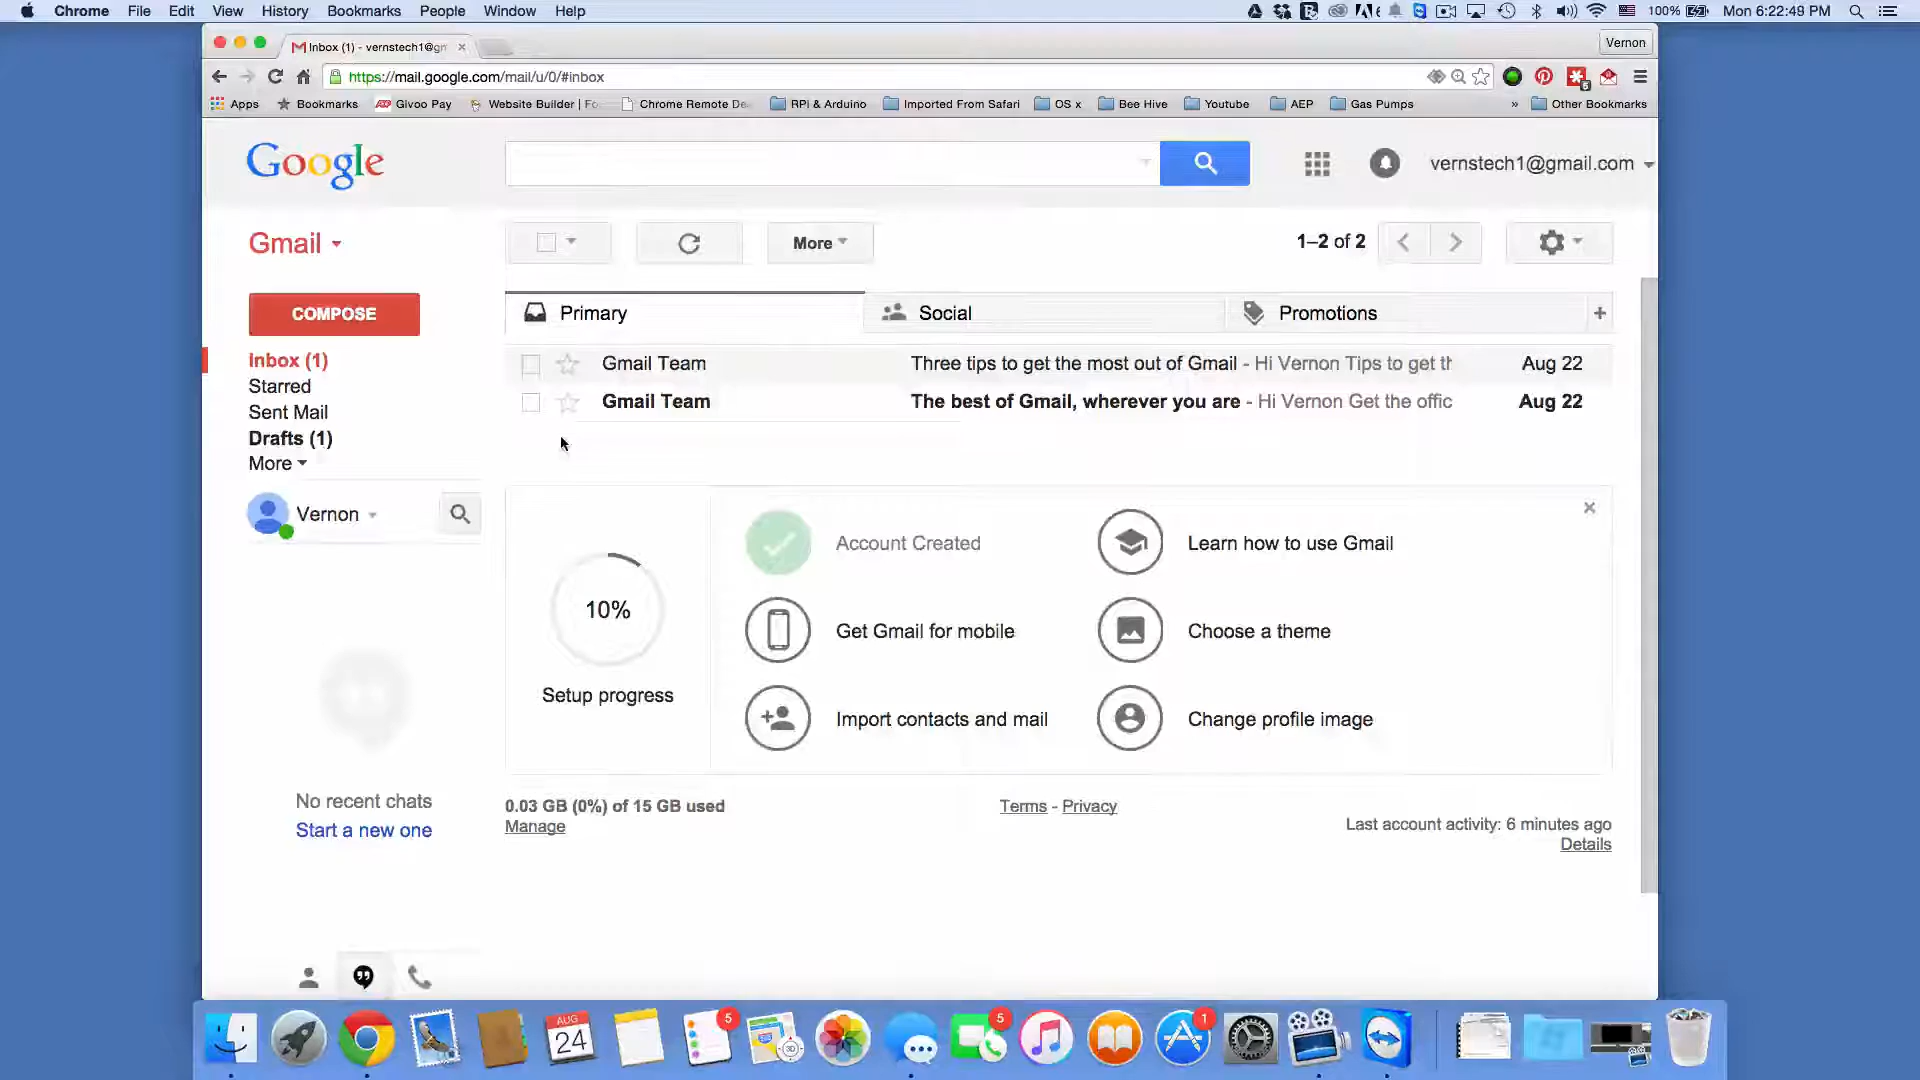 Chrome File Edit View History Bookmarks People Window Help 100% Mon 6:22:49 PM
Inbox (1) - vernstech1@gm Vernon
https://mail.google.com/mail/u/0/#inbox
Apps Bookmarks Givoo Pay Website Builder | Fo Chrome Remote De RPi & Arduino Imported From Safari OS x Bee Hive Youtube AEP Gas Pumps » Other Bookmarks
Google vernstech1@gmail.com
Gmail More 1–2 of 2
COMPOSE
Primary Social Promotions +
Inbox (1)
Starred
Sent Mail
Drafts (1)
More
Gmail Team Three tips to get the most out of Gmail - Hi Vernon Tips to get th Aug 22
Gmail Team The best of Gmail, wherever you are - Hi Vernon Get the offic Aug 22
Vernon
10%
Setup progress
Account Created
Learn how to use Gmail
Get Gmail for mobile
Choose a theme
Import contacts and mail
Change profile image
No recent chats
Start a new one
0.03 GB (0%) of 15 GB used
Manage
Terms - Privacy
Last account activity: 6 minutes ago
Details
AUG
24
5
3D
5
1